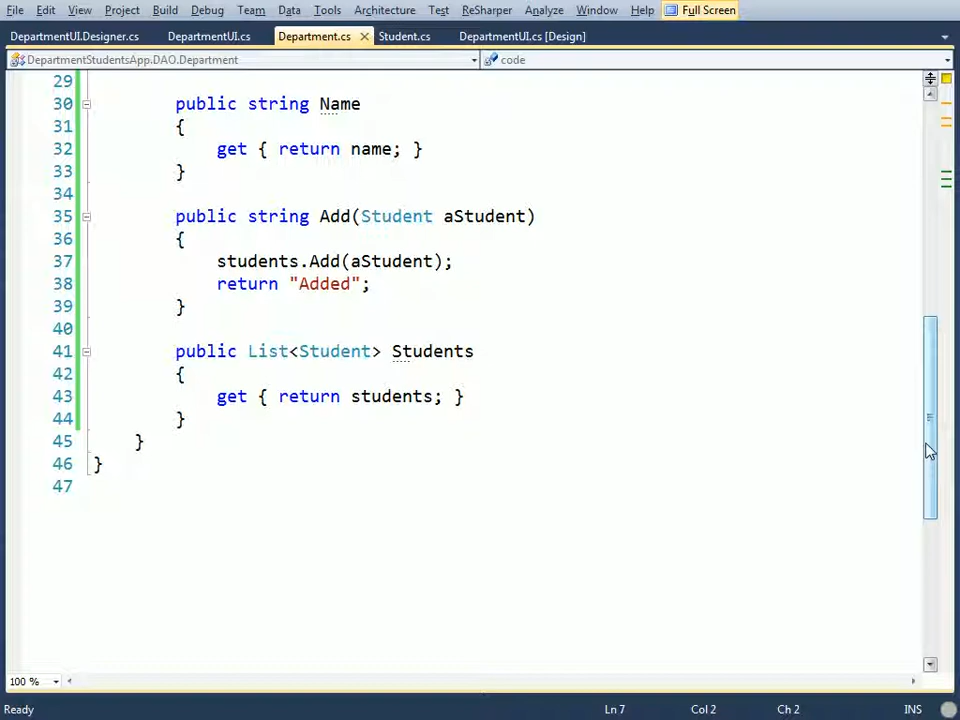 File Edit View Project Build Debug Team Data Tools Architecture Test ReSharper Analyze Window Help Full Screen
DepartmentUI.Designer.cs DepartmentUI.cs Department.cs Student.cs DepartmentUI.cs [Design]
DepartmentStudentsApp.DAO.Department code
29
30 public string Name
31 {
32 get { return name; }
33 }
34
35 public string Add(Student aStudent)
36 {
37 students.Add(aStudent);
38 return "Added";
39 }
40
41 public List<Student> Students
42 {
43 get { return students; }
44 }
45 }
46 }
47
100 %
Ready Ln 7 Col 2 Ch 2 INS